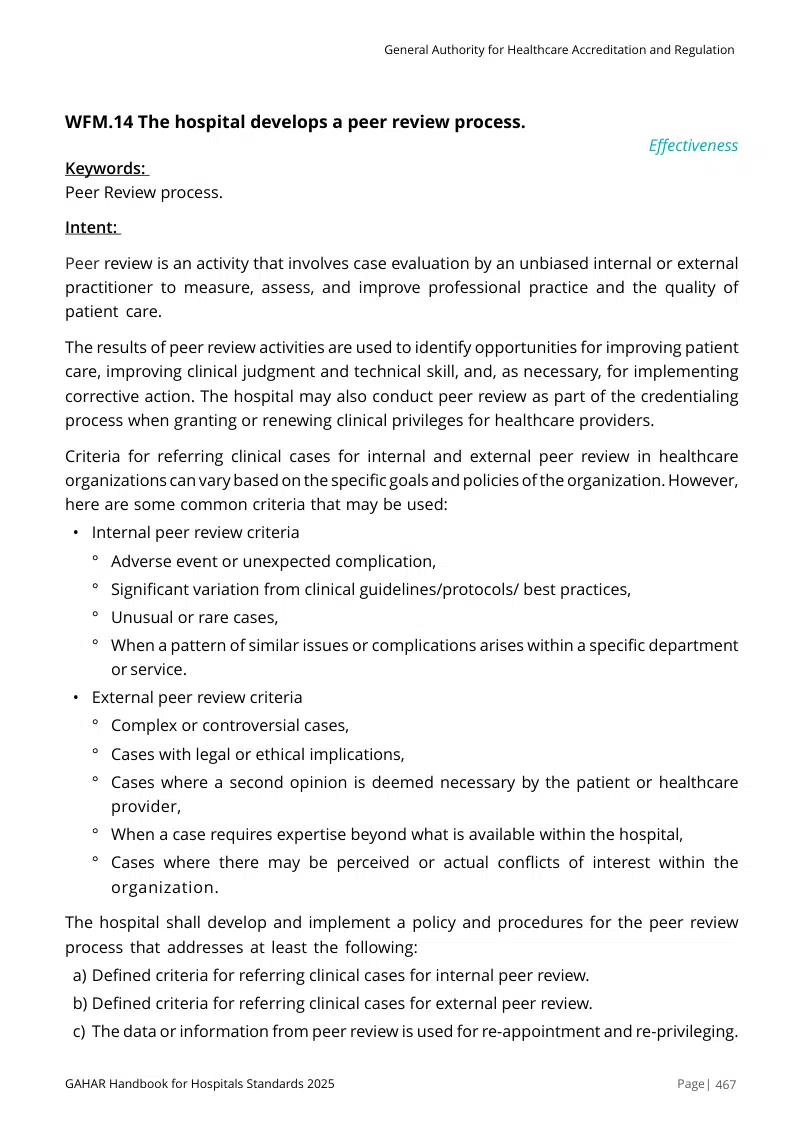 General Authority for Healthcare Accreditation and Regulation
WFM.14 The hospital develops a peer review process.
Effectiveness
Keywords:
Peer Review process.
Intent:
Peer review is an activity that involves case evaluation by an unbiased internal or external
practitioner to measure, assess, and improve professional practice and the quality of
patient care.
The results of peer review activities are used to identify opportunities for improving patient
care, improving clinical judgment and technical skill, and, as necessary, for implementing
corrective action. The hospital may also conduct peer review as part of the credentialing
process when granting or renewing clinical privileges for healthcare providers.
Criteria for referring clinical cases for internal and external peer review in healthcare
organizations can vary based on the specific goals and policies of the organization. However,
here are some common criteria that may be used:
• Internal peer review criteria
° Adverse event or unexpected complication,
° Significant variation from clinical guidelines/protocols/ best practices,
° Unusual or rare cases,
° When a pattern of similar issues or complications arises within a specific department
or service.
• External peer review criteria
° Complex or controversial cases,
° Cases with legal or ethical implications,
° Cases where a second opinion is deemed necessary by the patient or healthcare
provider,
° When a case requires expertise beyond what is available within the hospital,
° Cases where there may be perceived or actual conflicts of interest within the
organization.
The hospital shall develop and implement a policy and procedures for the peer review
process that addresses at least the following:
a) Defined criteria for referring clinical cases for internal peer review.
b) Defined criteria for referring clinical cases for external peer review.
c) The data or information from peer review is used for re-appointment and re-privileging.
GAHAR Handbook for Hospitals Standards 2025
Page| 467